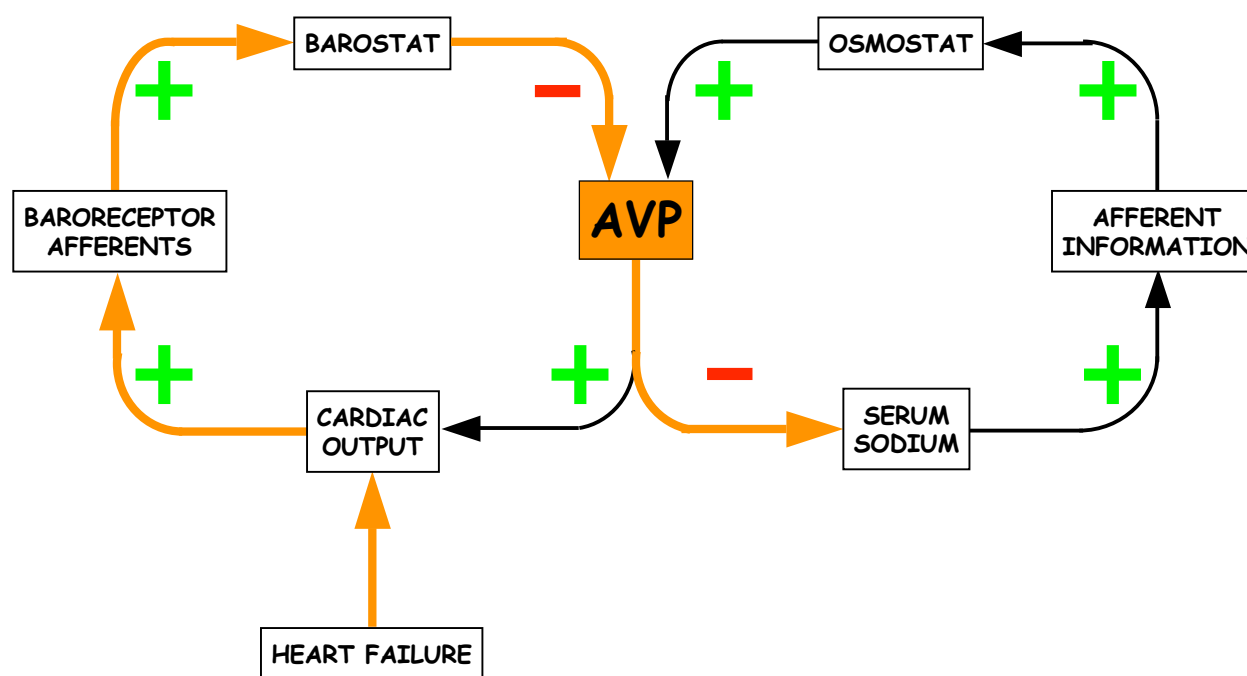 BAROSTAT
OSMOSTAT
+
−
+
+
BARORECEPTOR
AFFERENTS
AVP
AFFERENT
INFORMATION
+
+
−
+
CARDIAC
OUTPUT
SERUM
SODIUM
HEART FAILURE